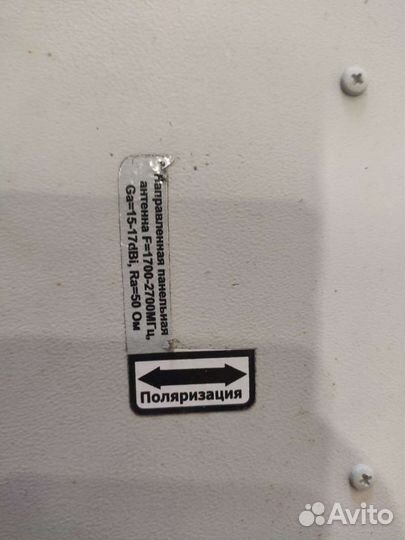 Направленная панельная
антенна F=1700-2700МГц,
Ga=15-17dBi, Ra=50 Ом
Поляризация
Avito